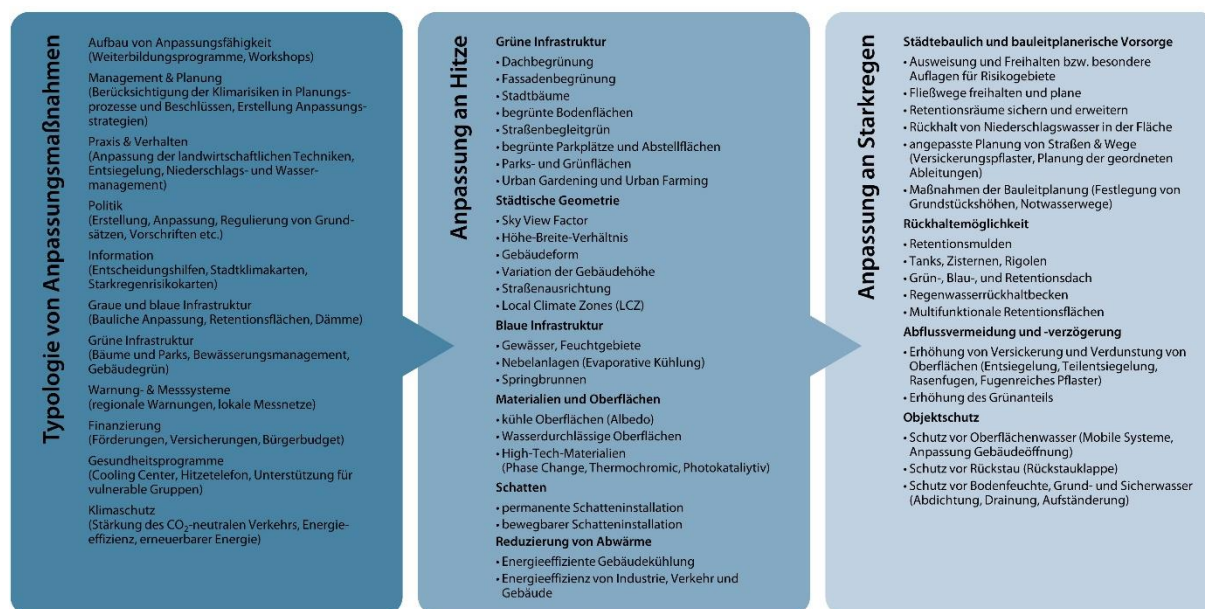 Typologie von Anpassungsmaßnahmen
Aufbau von Anpassungsfähigkeit
(Weiterbildungsprogramme, Workshops)
Management & Planung
(Berücksichtigung der Klimarisiken in Planungs-
prozesse und Beschlüssen, Erstellung Anpassungs-
strategien)
Praxis & Verhalten
(Anpassung der landwirtschaftlichen Techniken,
Entsiegelung, Niederschlags- und Wasser-
management)
Politik
(Erstellung, Anpassung, Regulierung von Grund-
sätzen, Vorschriften etc.)
Information
(Entscheidungshilfen, Stadtklimakarten,
Starkregenrisikokarten)
Graue und blaue Infrastruktur
(Bauliche Anpassung, Retentionsflächen, Dämme)
Grüne Infrastruktur
(Bäume und Parks, Bewässerungsmanagement,
Gebäudegrün)
Warnung- & Messsysteme
(regionale Warnungen, lokale Messnetze)
Finanzierung
(Förderungen, Versicherungen, Bürgerbudget)
Gesundheitsprogramme
(Cooling Center, Hitzetelefon, Unterstützung für
vulnerable Gruppen)
Klimaschutz
(Stärkung des CO₂-neutralen Verkehrs, Energie-
effizienz, erneuerbarer Energie)
Anpassung an Hitze
Grüne Infrastruktur
• Dachbegrünung
• Fassadenbegrünung
• Stadtbäume
• begrünte Bodenflächen
• Straßenbegleitgrün
• begrünte Parkplätze und Abstellflächen
• Parks- und Grünflächen
• Urban Gardening und Urban Farming
Städtische Geometrie
• Sky View Factor
• Höhe-Breite-Verhältnis
• Gebäudeform
• Variation der Gebäudehöhe
• Straßenausrichtung
• Local Climate Zones (LCZ)
Blaue Infrastruktur
• Gewässer, Feuchtgebiete
• Nebelanlagen (Evaporative Kühlung)
• Springbrunnen
Materialien und Oberflächen
• kühle Oberflächen (Albedo)
• Wasserdurchlässige Oberflächen
• High-Tech-Materialien
(Phase Change, Thermochromic, Photokataliytiv)
Schatten
• permanente Schatteninstallation
• bewegbarer Schatteninstallation
Reduzierung von Abwärme
• Energieeffiziente Gebäudekühlung
• Energieeffizienz von Industrie, Verkehr und
Gebäude
Anpassung an Starkregen
Städtebaulich und bauleitplanerische Vorsorge
• Ausweisung und Freihalten bzw. besondere
Auflagen für Risikogebiete
• Fließwege freihalten und plane
• Retentionsräume sichern und erweitern
• Rückhalt von Niederschlagswasser in der Fläche
• angepasste Planung von Straßen & Wege
(Versickerungspflaster, Planung der geordneten
Ableitungen)
• Maßnahmen der Bauleitplanung (Festlegung von
Grundstückshöhen, Notwasserwege)
Rückhaltemöglichkeit
• Retentionsmulden
• Tanks, Zisternen, Rigolen
• Grün-, Blau-, und Retentionsdach
• Regenwasserrückhaltbecken
• Multifunktionale Retentionsflächen
Abflussvermeidung und -verzögerung
• Erhöhung von Versickerung und Verdunstung von
Oberflächen (Entsiegelung, Teilentsiegelung,
Rasenfugen, Fugenreiches Pflaster)
• Erhöhung des Grünanteils
Objektschutz
• Schutz vor Oberflächenwasser (Mobile Systeme,
Anpassung Gebäudeöffnung)
• Schutz vor Rückstau (Rückstauklappe)
• Schutz vor Bodenfeuchte, Grund- und Sicherwasser
(Abdichtung, Drainung, Aufständerung)